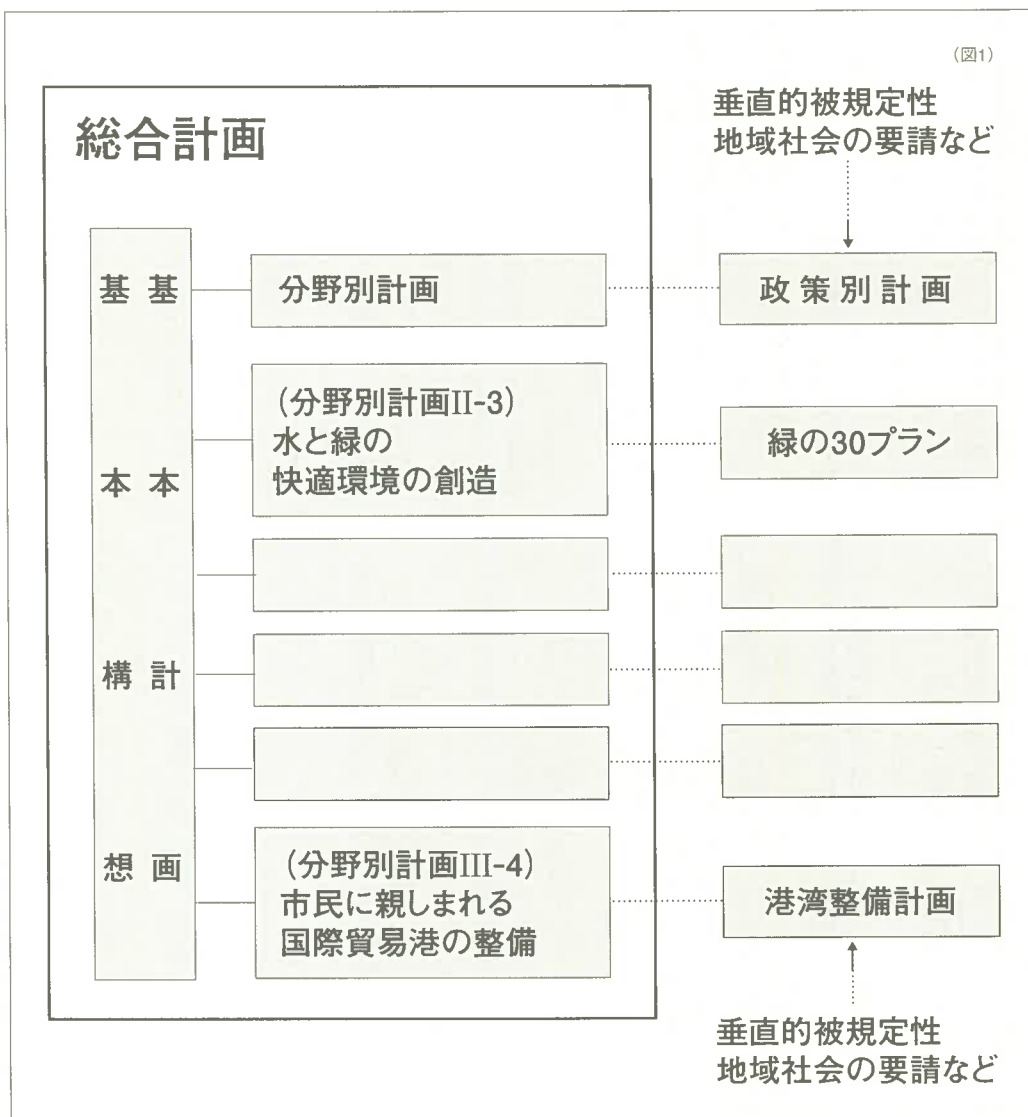 (図1)
総合計画
垂直的被規定性
地域社会の要請など
基本構想
基本計画
分野別計画
政策別計画
(分野別計画II-3)
水と緑の
快適環境の創造
緑の30プラン
(分野別計画III-4)
市民に親しまれる
国際貿易港の整備
港湾整備計画
垂直的被規定性
地域社会の要請など